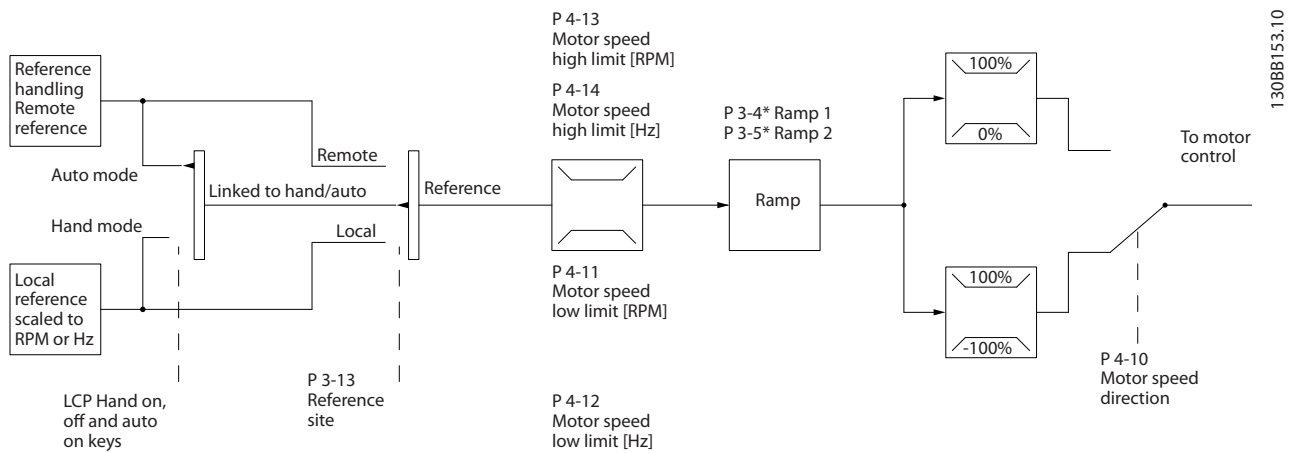 Reference
handling
Remote
reference
Auto mode
Hand mode
Local
reference
scaled to
RPM or Hz
LCP Hand on,
off and auto
on keys
Linked to hand/auto
Remote
Local
P 3-13
Reference
site
Reference
P 4-13
Motor speed
high limit [RPM]
P 4-14
Motor speed
high limit [Hz]
P 4-11
Motor speed
low limit [RPM]
P 4-12
Motor speed
low limit [Hz]
P 3-4* Ramp 1
P 3-5* Ramp 2
Ramp
100%
0%
100%
-100%
To motor
control
P 4-10
Motor speed
direction
130BB153.10